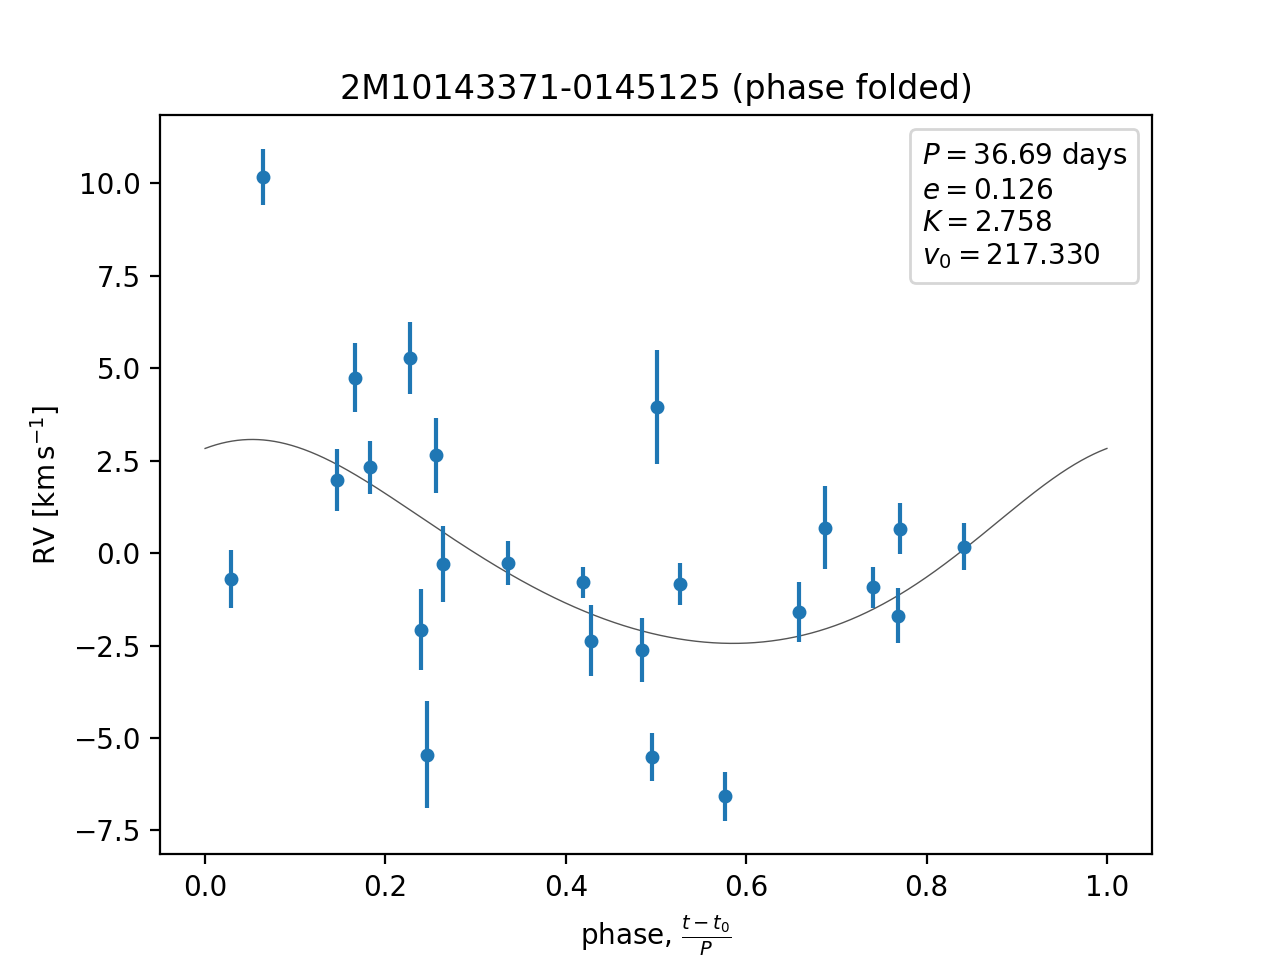 2M10143371-0145125 (phase folded)
P = 36.69 days
e = 0.126
K = 2.758
v₀ = 217.330
RV [km s⁻¹]
10.0
7.5
5.0
2.5
0.0
−2.5
−5.0
−7.5
0.0 0.2 0.4 0.6 0.8 1.0
phase, (t − t₀)/P